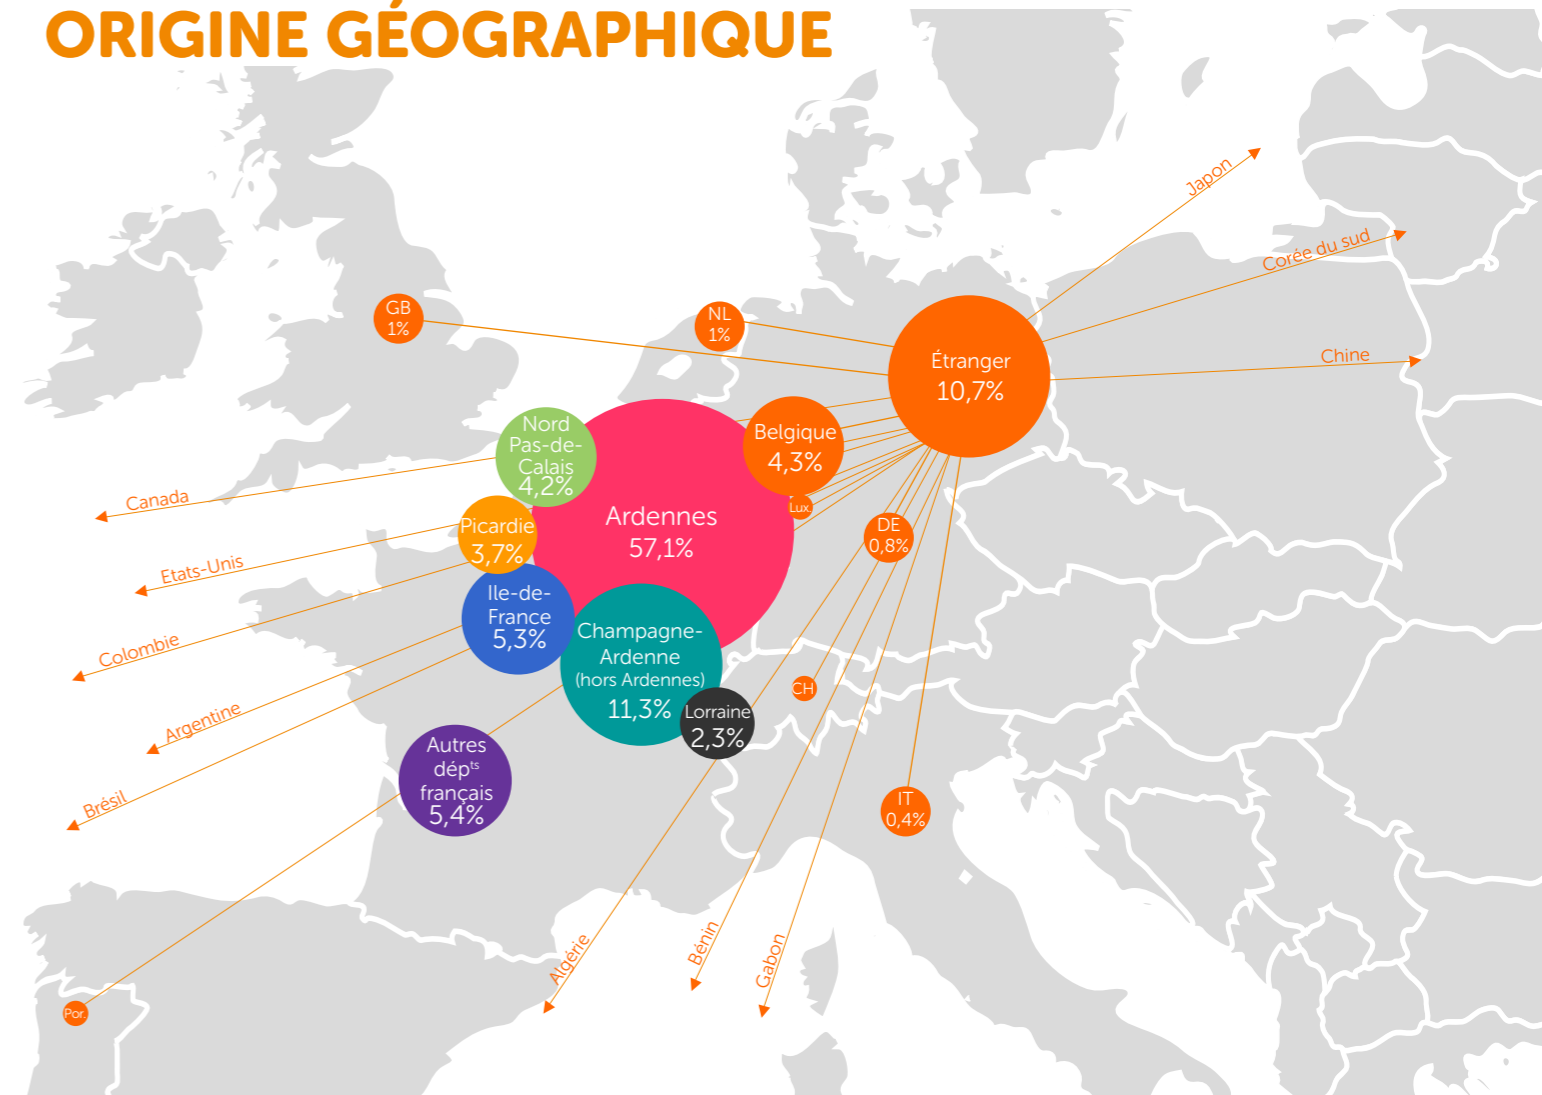 ORIGINE GÉOGRAPHIQUE
Japon
Corée du sud
Chine
GB
1%
NL
1%
Étranger
10,7%
Nord
Pas-de-
Calais
4,2%
Belgique
4,3%
Canada
Lux.
Ardennes
57,1%
Picardie
3,7%
DE
0,8%
Etats-Unis
Ile-de-
France
5,3%
Colombie
Champagne-
Ardenne
(hors Ardennes)
11,3%
CH
Lorraine
2,3%
Argentine
Autres
dépts
français
5,4%
Brésil
IT
0,4%
Algérie
Bénin
Gabon
Por.